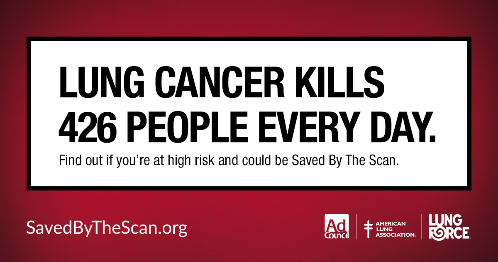 LUNG CANCER KILLS
426 PEOPLE EVERY DAY.
Find out if you're at high risk and could be Saved By The Scan.
SavedByTheScan.org
Ad
Council
AMERICAN
LUNG
ASSOCIATION.
LUNG
FORCE